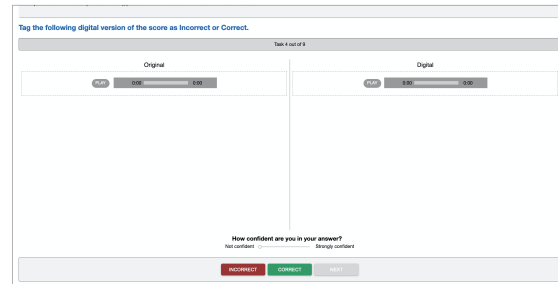 Tag the following digital version of the score as Incorrect or Correct.
Task 4 out of 9
Original
Digital
PLAY 0:00 0:00
PLAY 0:00 0:00
How confident are you in your answer?
Not confident Strongly confident
INCORRECT CORRECT NEXT